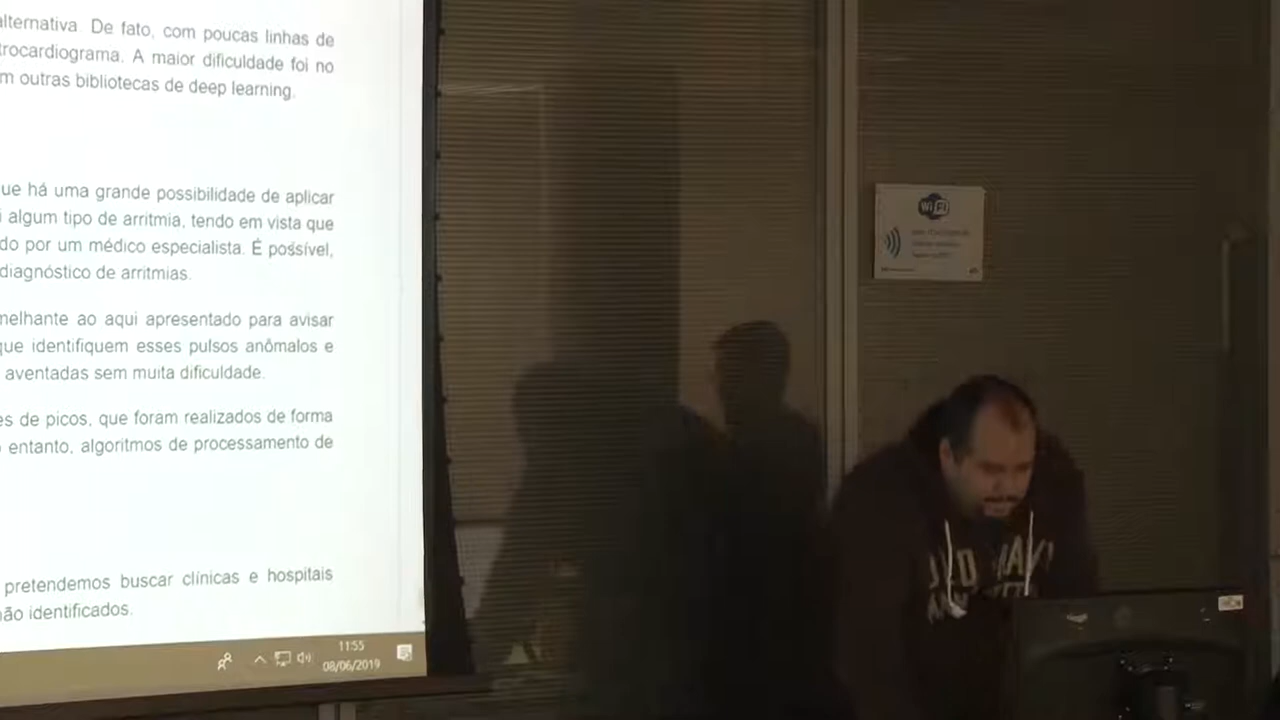 alternativa. De fato, com poucas linhas de
trocardiograma. A maior dificuldade foi no
m outras bibliotecas de deep learning.
ue há uma grande possibilidade de aplicar
i algum tipo de arritmia, tendo em vista que
do por um médico especialista. É possível,
diagnóstico de arritmias.
melhante ao aqui apresentado para avisar
que identifiquem esses pulsos anômalos e
aventadas sem muita dificuldade.
es de picos, que foram realizados de forma
o entanto, algoritmos de processamento de
pretendemos buscar clínicas e hospitais
não identificados.
11:55
08/06/2019
WiFi